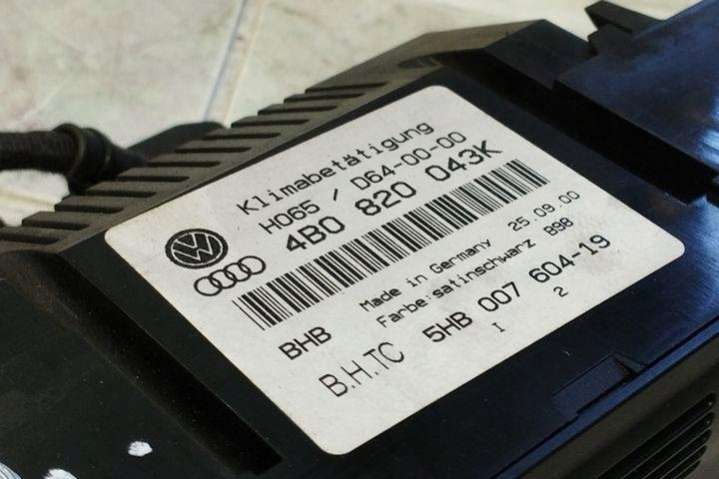 Klimabetätigung
H065 / D64-00-00
4B0 820 043K
Made in Germany 25.09.00
Farbe:satinschwarz B98
BHB
5HB 007 604-19
B.H.TC
I 2